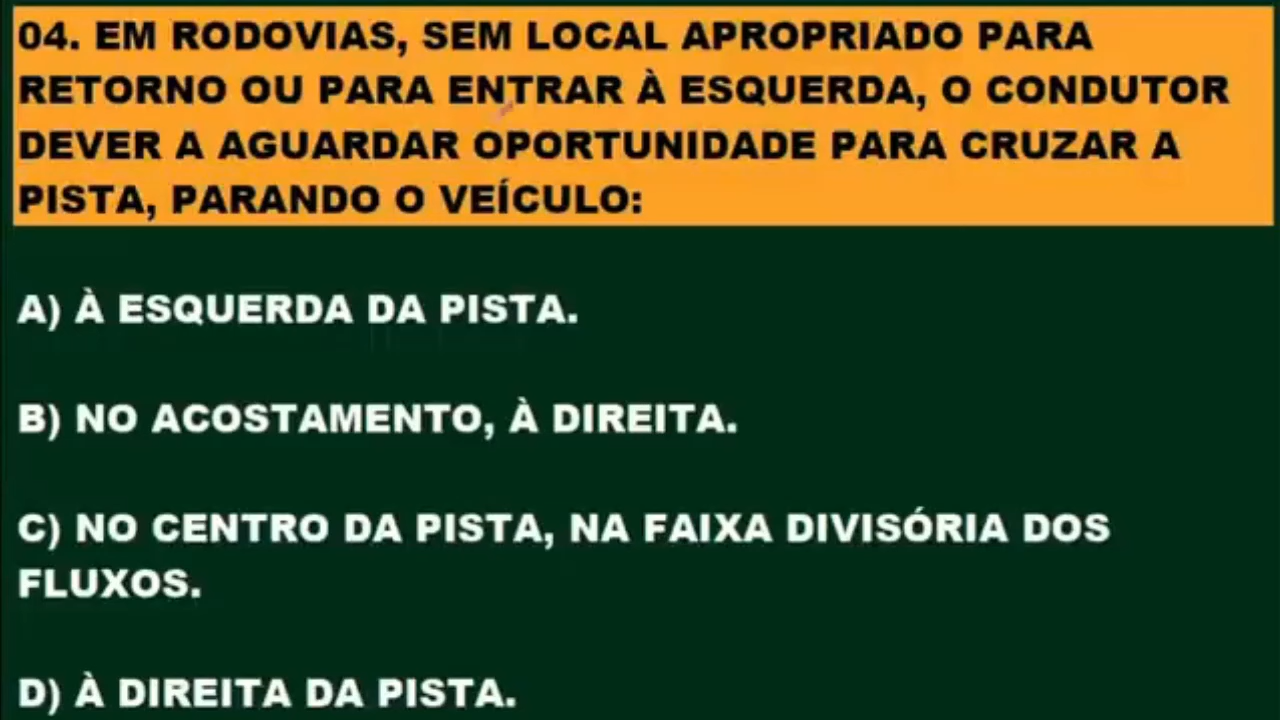 04. EM RODOVIAS, SEM LOCAL APROPRIADO PARA
RETORNO OU PARA ENTRAR À ESQUERDA, O CONDUTOR
DEVER A AGUARDAR OPORTUNIDADE PARA CRUZAR A
PISTA, PARANDO O VEÍCULO:
A) À ESQUERDA DA PISTA.
B) NO ACOSTAMENTO, À DIREITA.
C) NO CENTRO DA PISTA, NA FAIXA DIVISÓRIA DOS
FLUXOS.
D) À DIREITA DA PISTA.